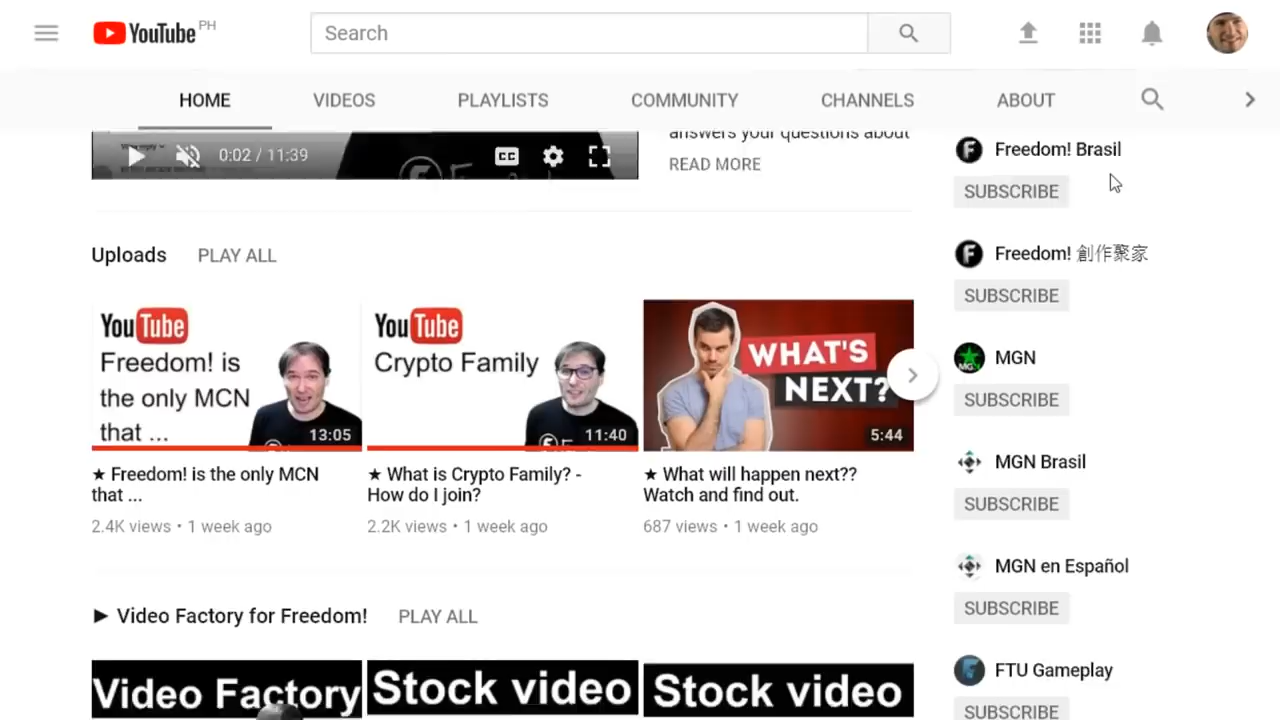 YouTube PH
Search
HOME
VIDEOS
PLAYLISTS
COMMUNITY
CHANNELS
ABOUT
0:02 / 11:39
CC
answers your questions about
READ MORE
Uploads
PLAY ALL
YouTube
Freedom! is
the only MCN
that ...
13:05
★ Freedom! is the only MCN
that ...
2.4K views • 1 week ago
YouTube
Crypto Family
11:40
★ What is Crypto Family? -
How do I join?
2.2K views • 1 week ago
WHAT'S
NEXT?
5:44
★ What will happen next??
Watch and find out.
687 views • 1 week ago
► Video Factory for Freedom!
PLAY ALL
Video Factory
Stock video
Stock video
Freedom! Brasil
SUBSCRIBE
Freedom! 創作聚家
SUBSCRIBE
MGN
SUBSCRIBE
MGN Brasil
SUBSCRIBE
MGN en Español
SUBSCRIBE
FTU Gameplay
SUBSCRIBE